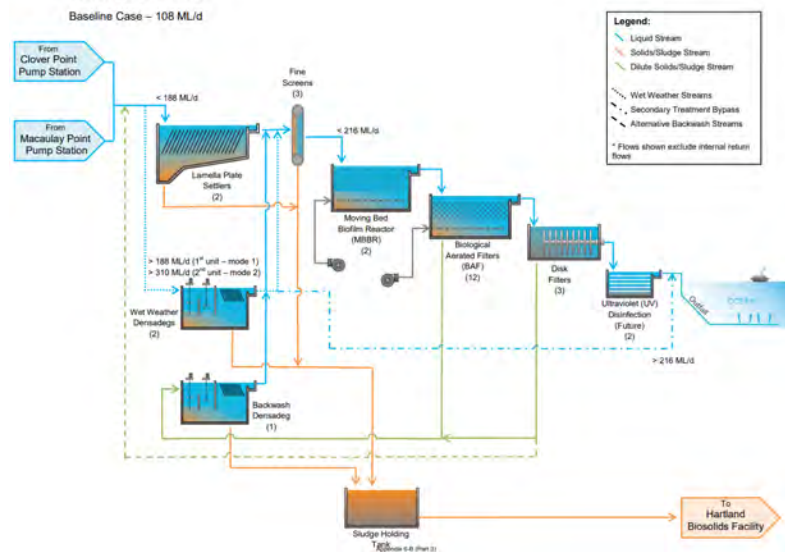 Baseline Case – 108 ML/d
From
Clover Point
Pump Station
From
Macaulay Point
Pump Station
< 188 ML/d
Lamella Plate
Settlers
(2)
Fine
Screens
(3)
< 216 ML/d
Moving Bed
Biofilm Reactor
(MBBR)
(2)
Biological
Aerated Filters
(BAF)
(12)
Disk
Filters
(3)
Ultraviolet (UV)
Disinfection
(Future)
(2)
Outfall
> 216 ML/d
> 188 ML/d (1st unit – mode 1)
> 310 ML/d (2nd unit – mode 2)
Wet Weather
Densadegs
(2)
Backwash
Densadeg
(1)
Sludge Holding
Tank
Appendix 6-B (Part 2)
To
Hartland
Biosolids Facility
Legend:
Liquid Stream
Solids/Sludge Stream
Dilute Solids/Sludge Stream
Wet Weather Streams
Secondary Treatment Bypass
Alternative Backwash Streams
* Flows shown exclude internal return
flows